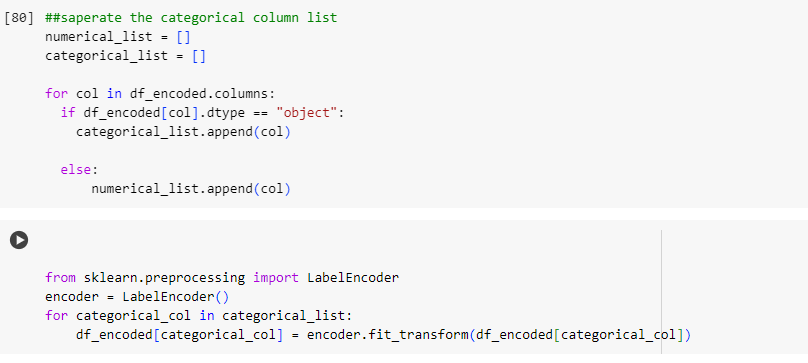 [80] ##saperate the categorical column list
numerical_list = []
categorical_list = []
for col in df_encoded.columns:
if df_encoded[col].dtype == "object":
categorical_list.append(col)
else:
numerical_list.append(col)
from sklearn.preprocessing import LabelEncoder
encoder = LabelEncoder()
for categorical_col in categorical_list:
df_encoded[categorical_col] = encoder.fit_transform(df_encoded[categorical_col])